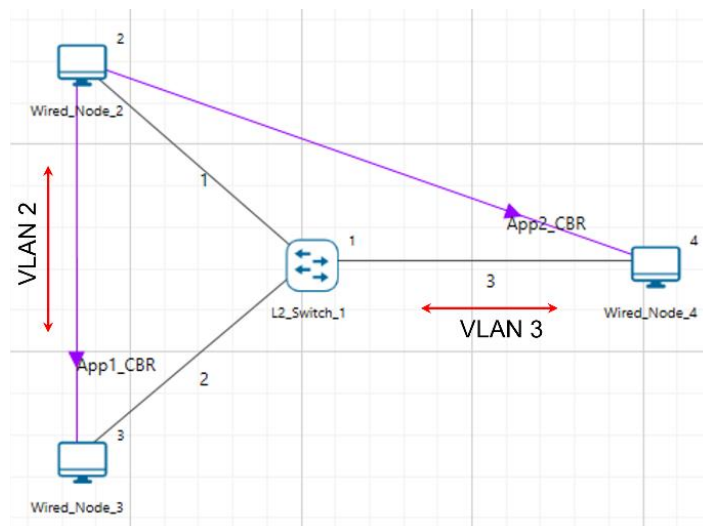 2
Wired_Node_2
1
VLAN 2
App2_CBR
1
4
3
L2_Switch_1
VLAN 3
Wired_Node_4
App1_CBR
2
3
Wired_Node_3